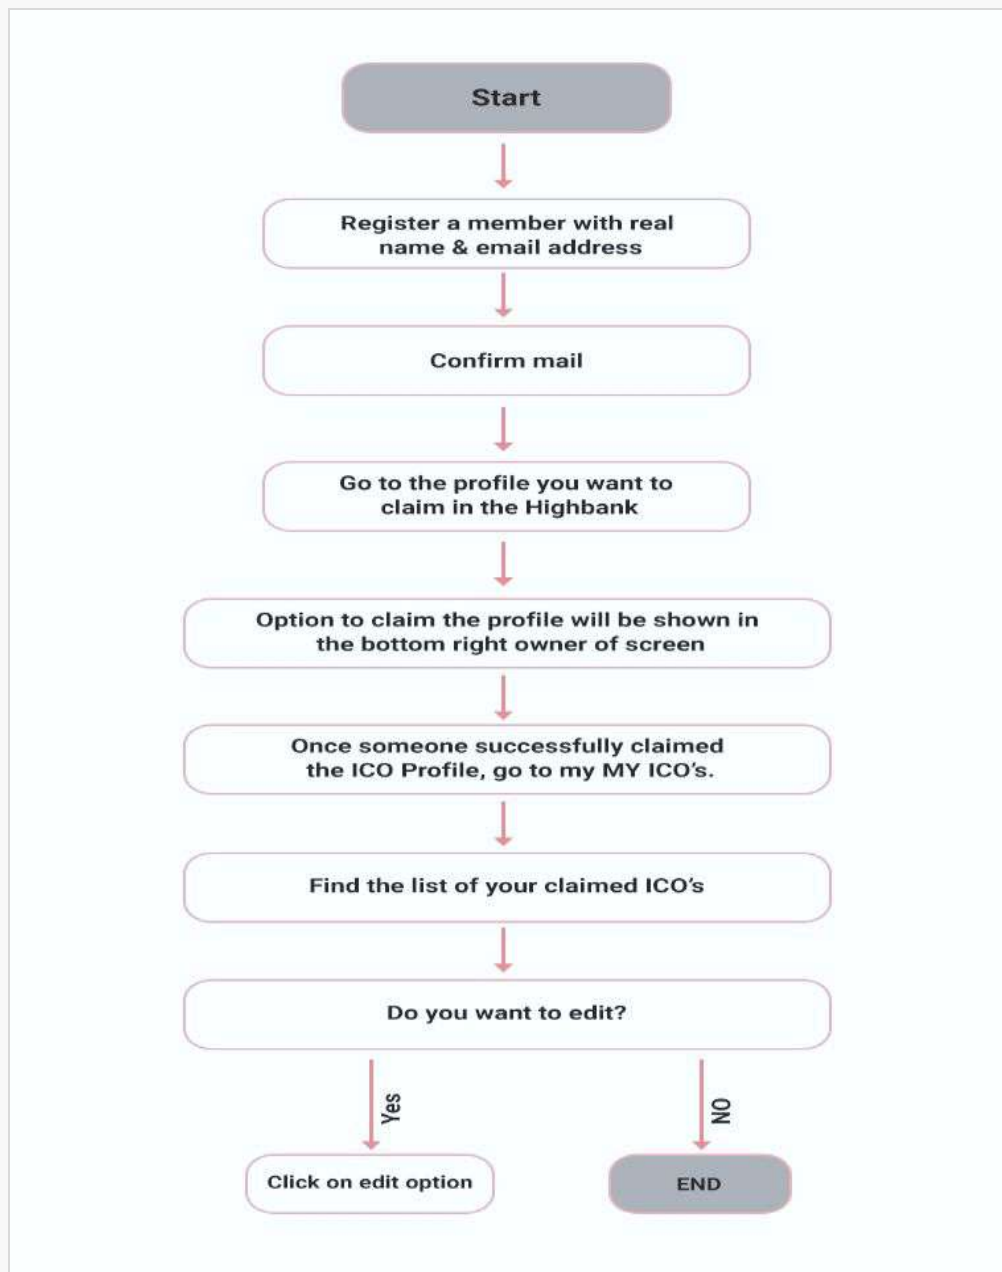 Start
Register a member with real
name & email address
Confirm mail
Go to the profile you want to
claim in the Highbank
Option to claim the profile will be shown in
the bottom right owner of screen
Once someone successfully claimed
the ICO Profile, go to my MY ICO’s.
Find the list of your claimed ICO’s
Do you want to edit?
Yes
NO
Click on edit option
END